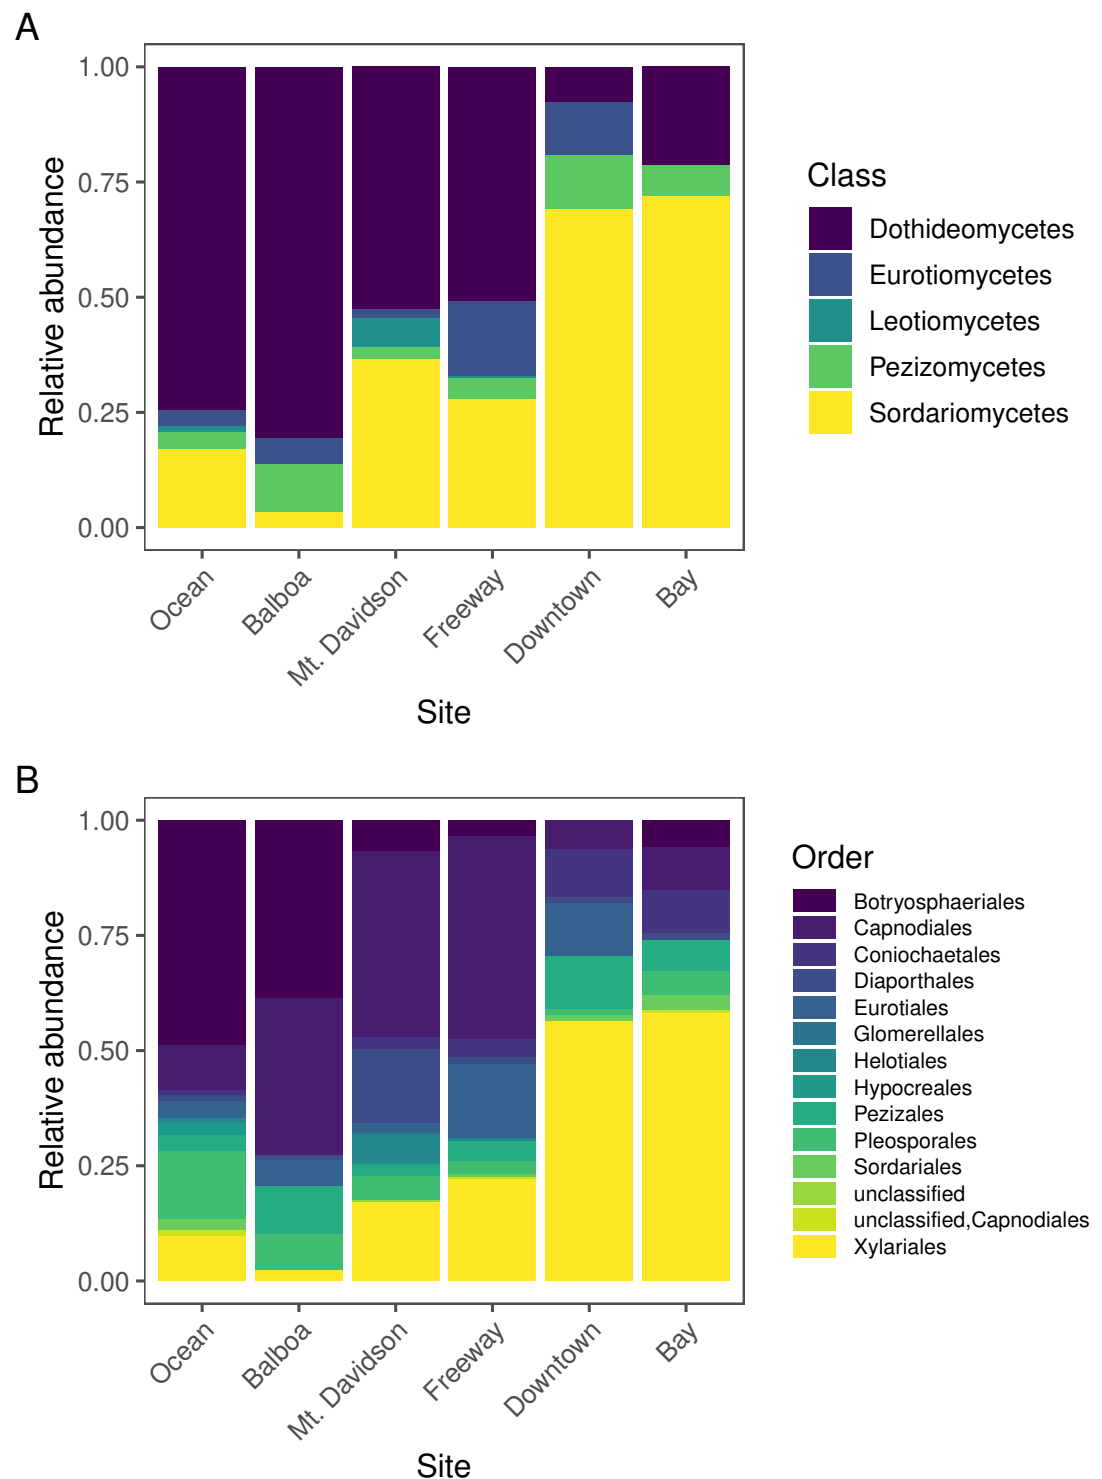 A
1.00
0.75
0.50
0.25
0.00
Relative abundance
Ocean
Balboa
Mt. Davidson
Freeway
Downtown
Bay
Site
Class
Dothideomycetes
Eurotiomycetes
Leotiomycetes
Pezizomycetes
Sordariomycetes
B
1.00
0.75
0.50
0.25
0.00
Relative abundance
Ocean
Balboa
Mt. Davidson
Freeway
Downtown
Bay
Site
Order
Botryosphaeriales
Capnodiales
Coniochaetales
Diaporthales
Eurotiales
Glomerellales
Helotiales
Hypocreales
Pezizales
Pleosporales
Sordariales
unclassified
unclassified,Capnodiales
Xylariales